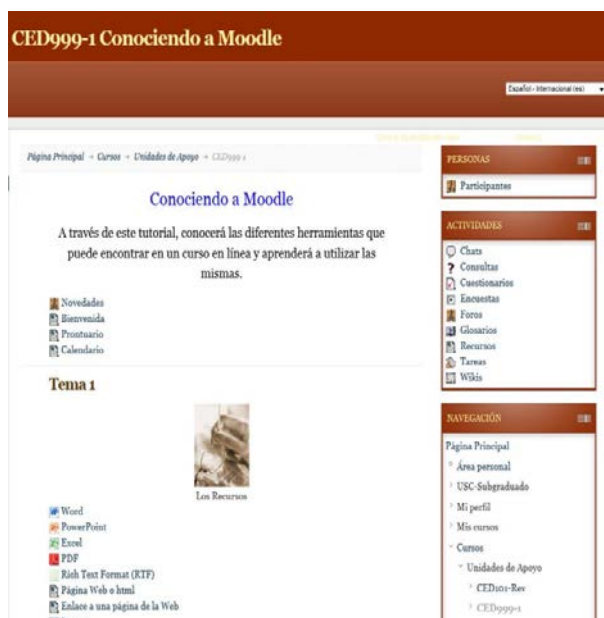 CED999-1 Conociendo a Moodle
Español - Internacional (es)
Página Principal → Cursos → Unidades de Apoyo → CED999-1
Conociendo a Moodle
A través de este tutorial, conocerá las diferentes herramientas que
puede encontrar en un curso en línea y aprenderá a utilizar las
mismas.
Novedades
Bienvenida
Prontuario
Calendario
Tema 1
Los Recursos
Word
PowerPoint
Excel
PDF
Rich Text Format (RTF)
Página Web o html
Enlace a una página de la Web
PERSONAS
Participantes
ACTIVIDADES
Chats
Consultas
Cuestionarios
Encuestas
Foros
Glosarios
Recursos
Tareas
Wikis
NAVEGACIÓN
Página Principal
Área personal
USC-Subgraduado
Mi perfil
Mis cursos
Cursos
Unidades de Apoyo
CED101-Rev
CED999-1